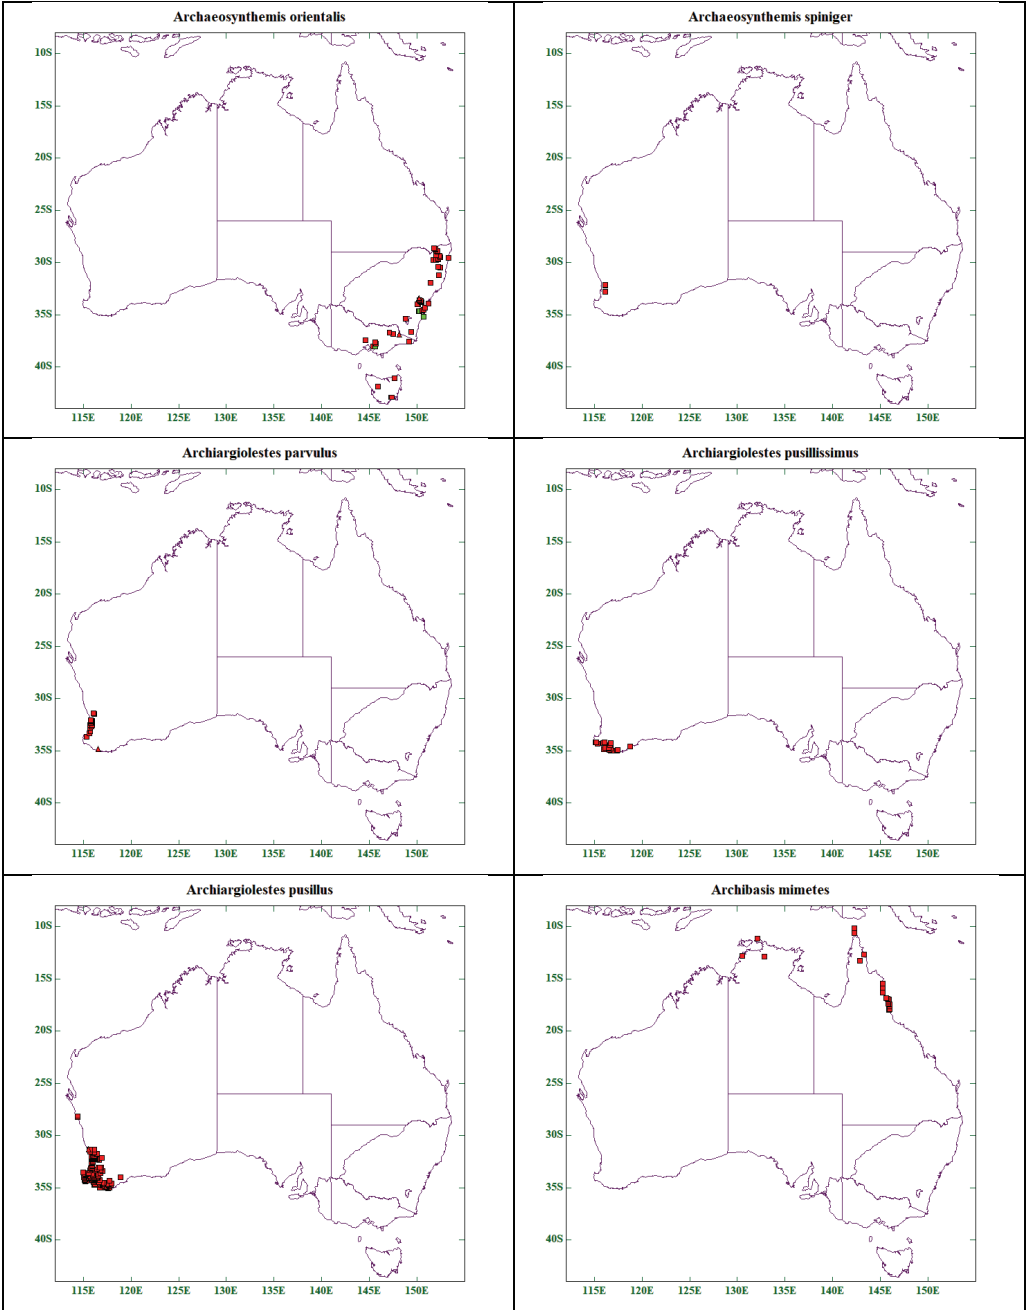 Archaeosynthemis orientalis
10S
15S
20S
25S
30S
35S
40S
115E 120E 125E 130E 135E 140E 145E 150E
Archaeosynthemis spiniger
10S
15S
20S
25S
30S
35S
40S
115E 120E 125E 130E 135E 140E 145E 150E
Archiargiolestes parvulus
10S
15S
20S
25S
30S
35S
40S
115E 120E 125E 130E 135E 140E 145E 150E
Archiargiolestes pusillissimus
10S
15S
20S
25S
30S
35S
40S
115E 120E 125E 130E 135E 140E 145E 150E
Archiargiolestes pusillus
10S
15S
20S
25S
30S
35S
40S
115E 120E 125E 130E 135E 140E 145E 150E
Archibasis mimetes
10S
15S
20S
25S
30S
35S
40S
115E 120E 125E 130E 135E 140E 145E 150E